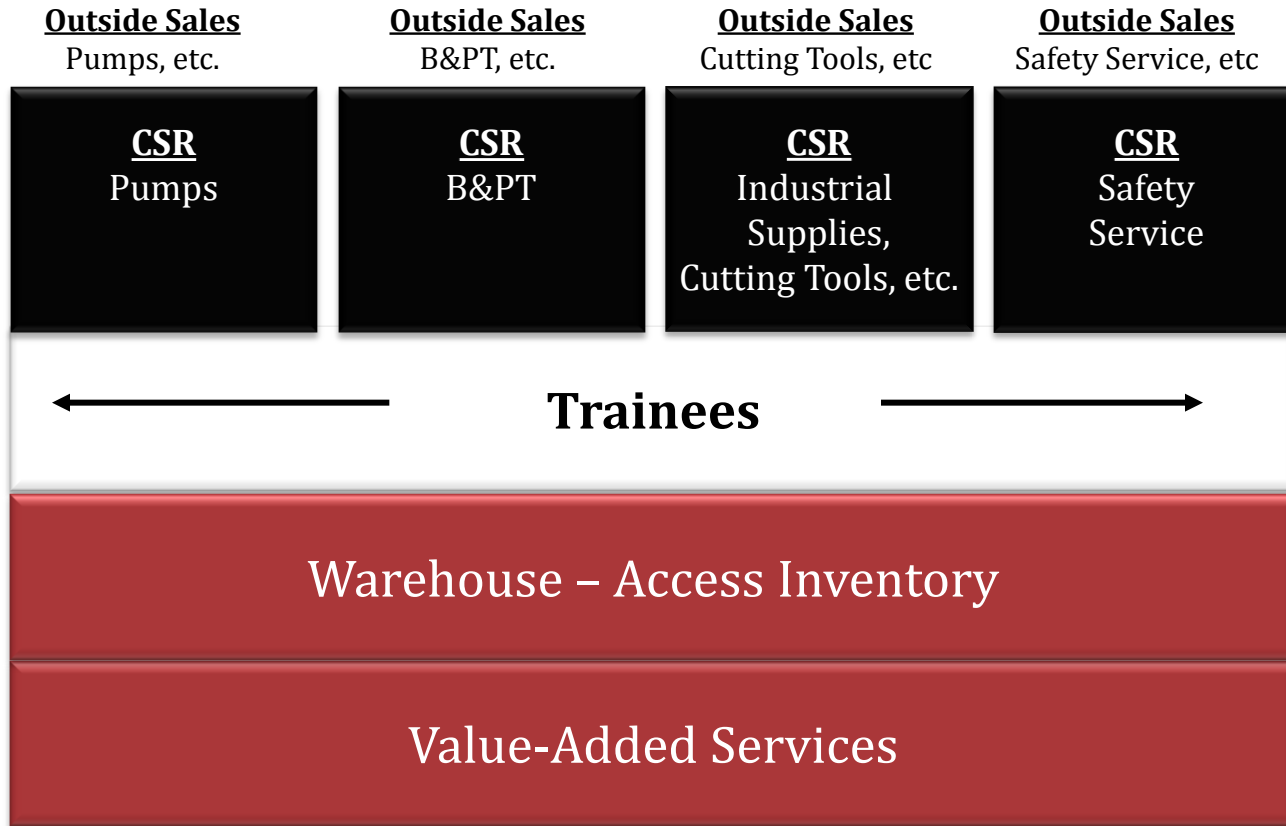 Outside Sales
Pumps, etc.
Outside Sales
B&PT, etc.
Outside Sales
Cutting Tools, etc
Outside Sales
Safety Service, etc
CSR
Pumps
CSR
B&PT
CSR
Industrial
Supplies,
Cutting Tools, etc.
CSR
Safety
Service
Trainees
Warehouse – Access Inventory
Value-Added Services